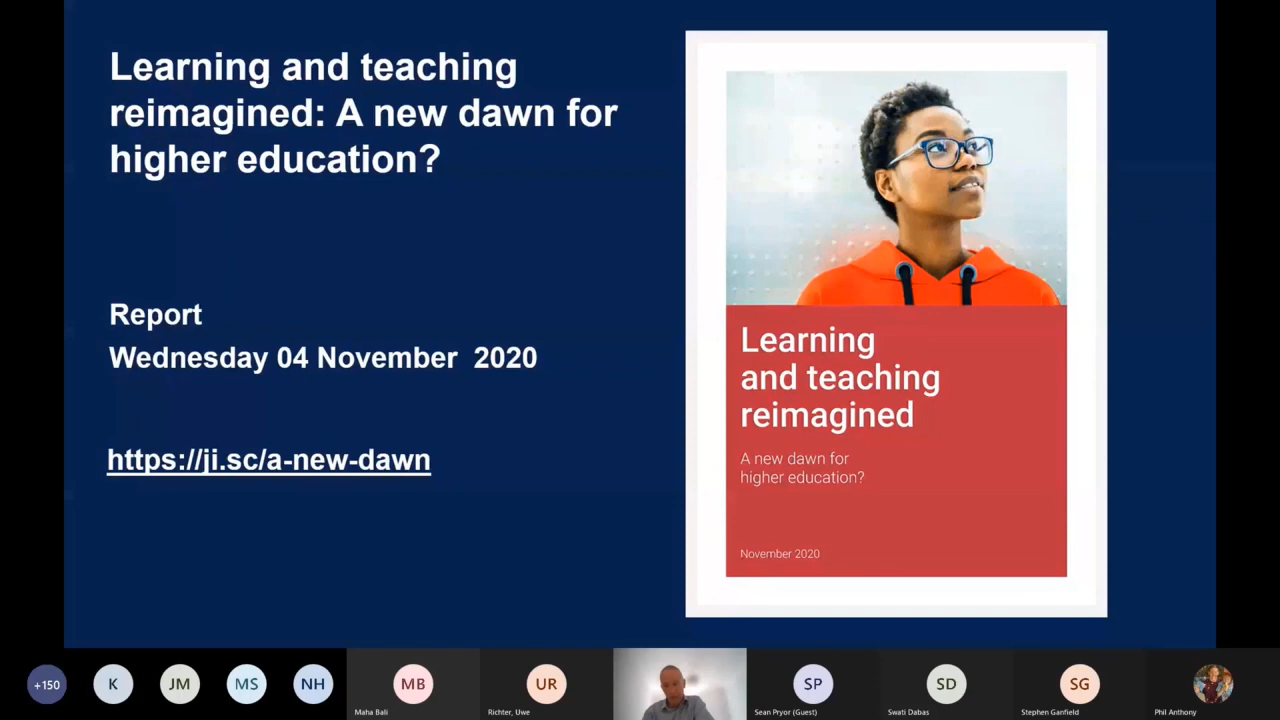 Learning and teaching
reimagined: A new dawn for
higher education?
Report
Wednesday 04 November 2020
https://ji.sc/a-new-dawn
Learning
and teaching
reimagined
A new dawn for
higher education?
November 2020
+150
K
JM
MS
NH
MB
Maha Bali
UR
Richter, Uwe
SP
Sean Pryor (Guest)
SD
Swati Dabas
SG
Stephen Ganfield
Phil Anthony